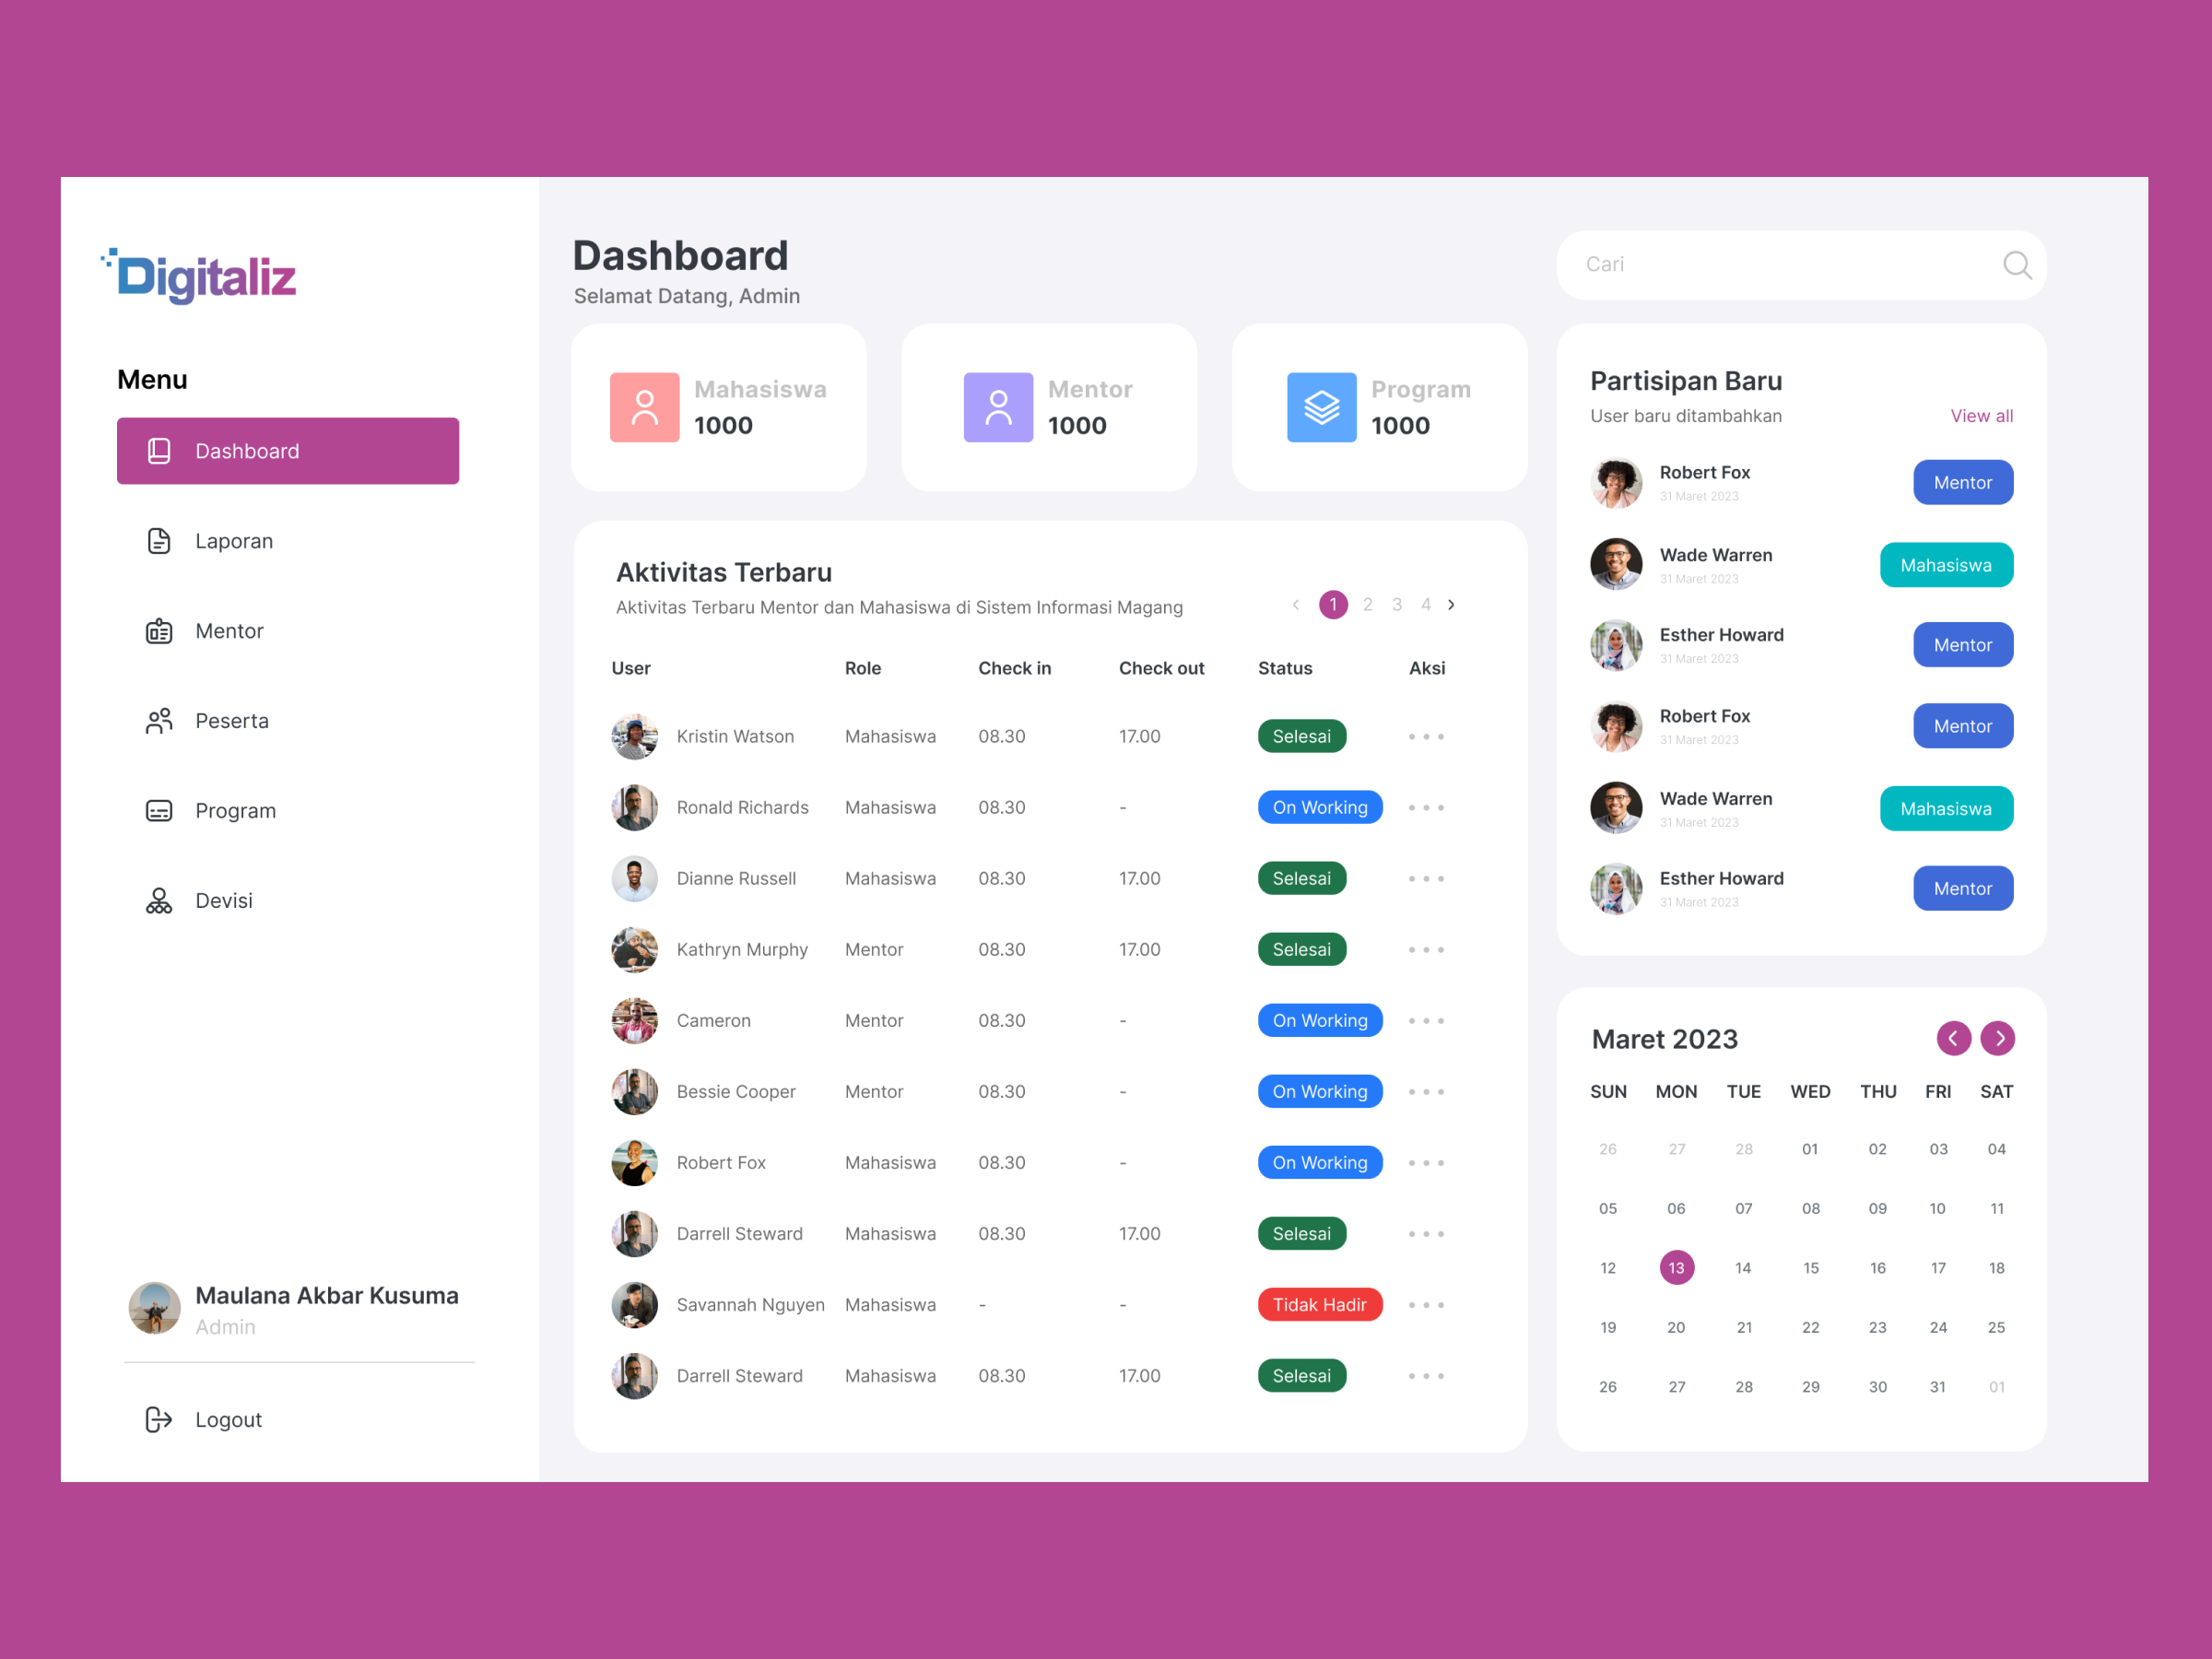 Digitaliz
Menu
Dashboard
Laporan
Mentor
Peserta
Program
Devisi
Maulana Akbar Kusuma
Admin
Logout
Dashboard
Selamat Datang, Admin
Cari
Mahasiswa
1000
Mentor
1000
Program
1000
Aktivitas Terbaru
Aktivitas Terbaru Mentor dan Mahasiswa di Sistem Informasi Magang
< 1 2 3 4 >
User Role Check in Check out Status Aksi
Kristin Watson Mahasiswa 08.30 17.00 Selesai
Ronald Richards Mahasiswa 08.30 - On Working
Dianne Russell Mahasiswa 08.30 17.00 Selesai
Kathryn Murphy Mentor 08.30 17.00 Selesai
Cameron Mentor 08.30 - On Working
Bessie Cooper Mentor 08.30 - On Working
Robert Fox Mahasiswa 08.30 - On Working
Darrell Steward Mahasiswa 08.30 17.00 Selesai
Savannah Nguyen Mahasiswa - - Tidak Hadir
Darrell Steward Mahasiswa 08.30 17.00 Selesai
Partisipan Baru
User baru ditambahkan View all
Robert Fox
31 Maret 2023
Mentor
Wade Warren
31 Maret 2023
Mahasiswa
Esther Howard
31 Maret 2023
Mentor
Robert Fox
31 Maret 2023
Mentor
Wade Warren
31 Maret 2023
Mahasiswa
Esther Howard
31 Maret 2023
Mentor
Maret 2023
SUN MON TUE WED THU FRI SAT
26 27 28 01 02 03 04
05 06 07 08 09 10 11
12 13 14 15 16 17 18
19 20 21 22 23 24 25
26 27 28 29 30 31 01